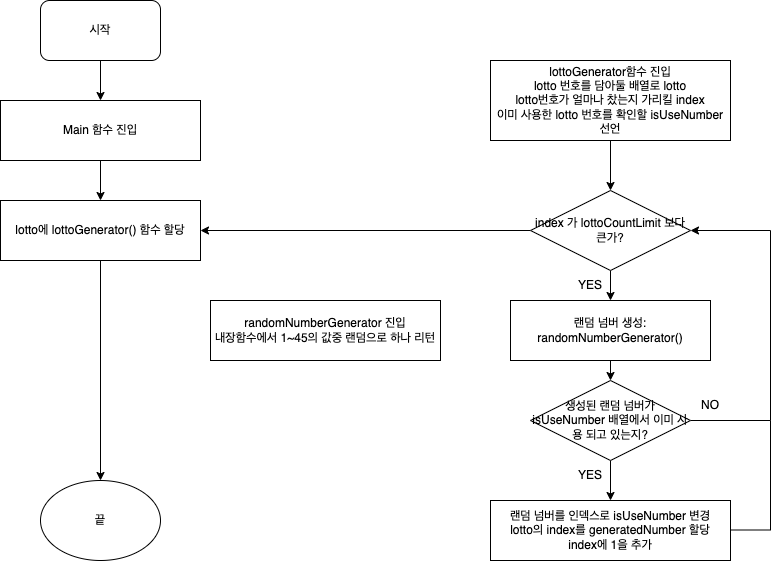 시작
Main 함수 진입
lotto에 lottoGenerator() 함수 할당
끝
lottoGenerator함수 진입
lotto 번호를 담아둘 배열로 lotto
lotto번호가 얼마나 찼는지 가리킬 index
이미 사용한 lotto 번호를 확인할 isUseNumber
선언
index 가 lottoCountLimit 보다
큰가?
YES
randomNumberGenerator 진입
내장함수에서 1~45의 값중 랜덤으로 하나 리턴
랜덤 넘버 생성:
randomNumberGenerator()
생성된 랜덤 넘버가
isUseNumber 배열에서 이미 사
용 되고 있는지?
NO
YES
랜덤 넘버를 인덱스로 isUseNumber 변경
lotto의 index를 generatedNumber 할당
index에 1을 추가